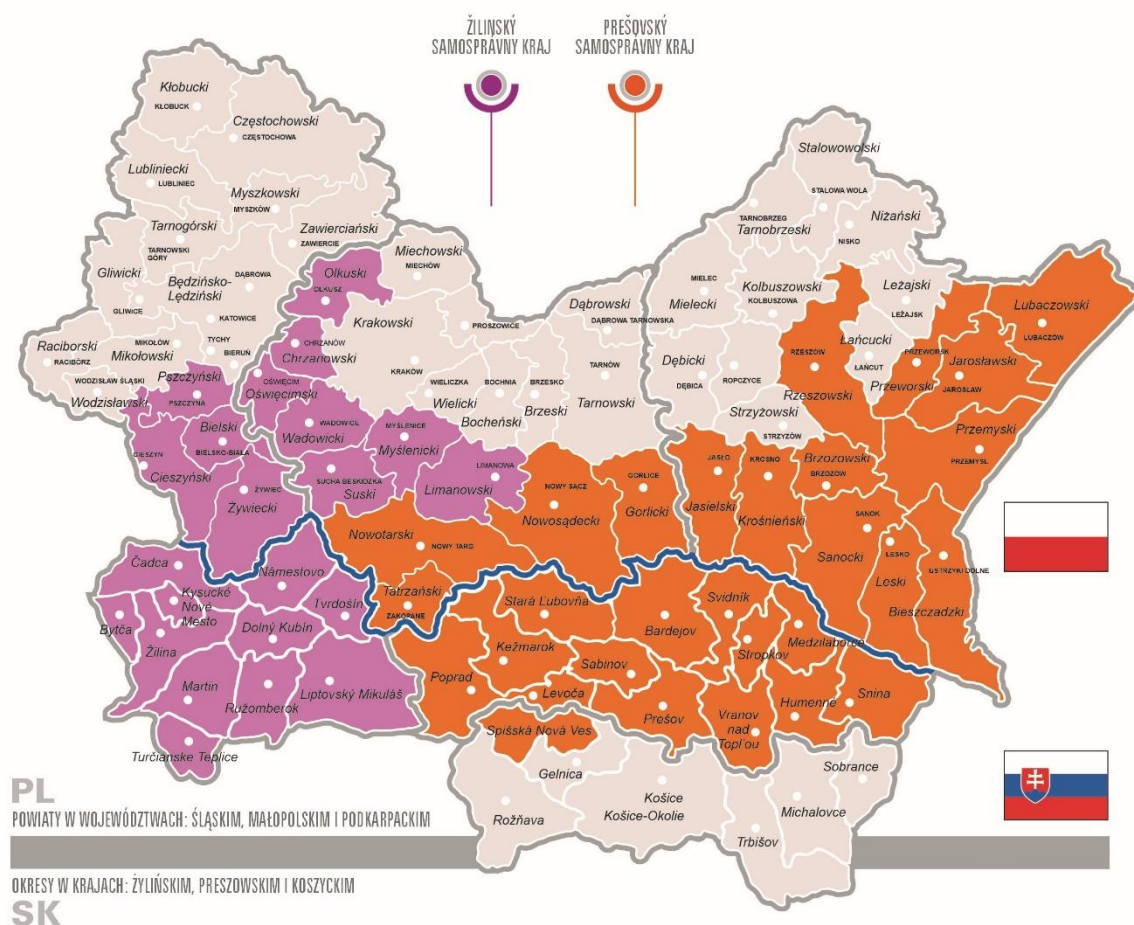 ŽILINSKÝ
SAMOSPRÁVNY KRAJ
PREŠOVSKÝ
SAMOSPRÁVNY KRAJ
Kłobucki
KŁOBUCK
Częstochowski
CZĘSTOCHOWA
Lubliniecki
LUBLINIEC
Myszkowski
MYSZKÓW
Tarnogórski
TARNOWSKI
GÓRY
Zawierciański
ZAWIERCIE
Gliwicki
GLIWICE
Będzińsko-
Lędziński
DĄBROWA
KATOWICE
Raciborski
RACIBÓRZ
MIKOŁÓW
Mikołowski
TYCHY
BIERUŃ
WODZISŁAW ŚLĄSKI
Wodzisławski
Pszczyński
PSZCZYNA
Bielski
BIELSKO-BIAŁA
CIESZYN
Cieszyński
ŻYWIEC
Żywiecki
Olkuski
OLKUSZ
Miechowski
MIECHÓW
Krakowski
KRAKÓW
PROSZOWICE
CHRZANÓW
Chrzanowski
OŚWIĘCIM
Oświęcimski
WADOWICE
Wadowicki
SUCHA BESKIDZKA
Suski
MYŚLENICE
Myślenicki
WIELICZKA
Wielicki
BOCHNIA
Bocheński
BRZESKO
Brzeski
Dąbrowski
DĄBROWA TARNOWSKA
TARNÓW
Tarnowski
LIMANOWA
Limanowski
NOWY SĄCZ
Nowosądecki
GORLICE
Gorlicki
Nowotarski
NOWY TARG
Tatrzański
ZAKOPANE
Stalowowolski
STALOWA WOLA
TARNOBRZEG
Tarnobrzeski
Niżański
NISKO
MIELEC
Mielecki
Kolbuszowski
KOLBUSZOWA
Leżajski
LEŻAJSK
Dębicki
DĘBICA
ROPCZYCE
RZESZÓW
Rzeszowski
Łańcucki
ŁAŃCUT
PRZEWORSK
Przeworski
Jarosławski
JAROSŁAW
Lubaczowski
LUBACZÓW
Strzyżowski
STRZYŻÓW
Przemyski
PRZEMYŚL
JASŁO
Jasielski
KROSNO
Krośnieński
Brzozowski
BRZOZÓW
SANOK
Sanocki
LESKO
Leski
USTRZYKI DOLNE
Bieszczadzki
Čadca
Kysucké
Nové
Mesto
Bytča
Žilina
Námestovo
Tvrdošín
Dolný Kubín
Martin
Ružomberok
Liptovský Mikuláš
Turčianske Teplice
Stará Ľubovňa
Kežmarok
Poprad
Levoča
Sabinov
Bardejov
Prešov
Svidník
Stropkov
Medzilaborce
Vranov
nad
Topľou
Humenné
Snina
Spišská Nová Ves
Gelnica
Rožňava
Košice
Košice-Okolie
Trbišov
Michalovce
Sobrance
PL
POWIATY W WOJEWÓDZTWACH: ŚLĄSKIM, MAŁOPOLSKIM I PODKARPACKIM
OKRESY W KRAJACH: ŻYLIŃSKIM, PRESZOWSKIM I KOSZYCKIM
SK